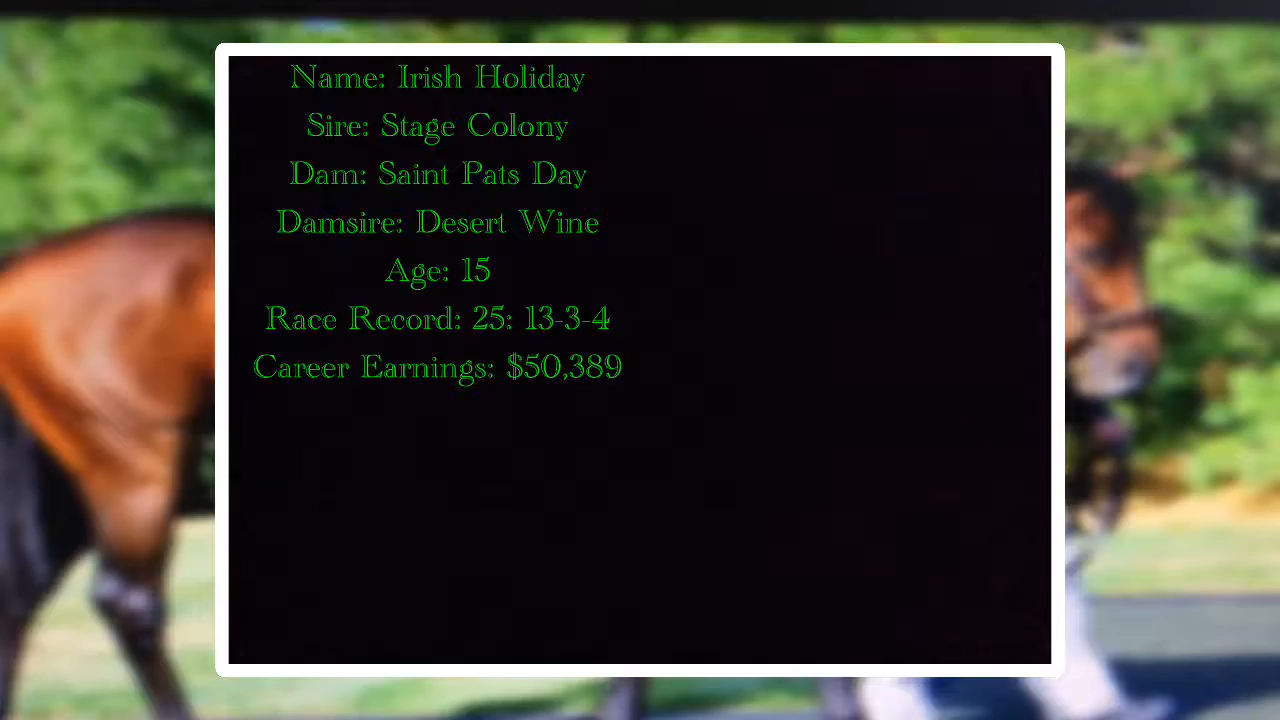 Name: Irish Holiday
Sire: Stage Colony
Dam: Saint Pats Day
Damsire: Desert Wine
Age: 15
Race Record: 25: 13-3-4
Career Earnings: $50,389